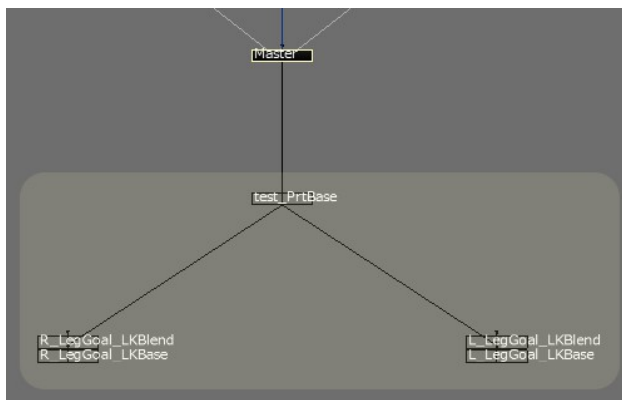 Master
test_PrtBase
R_LegGoal_LKBlend
L_LegGoal_LKBlend
R_LegGoal_LKBase
L_LegGoal_LKBase